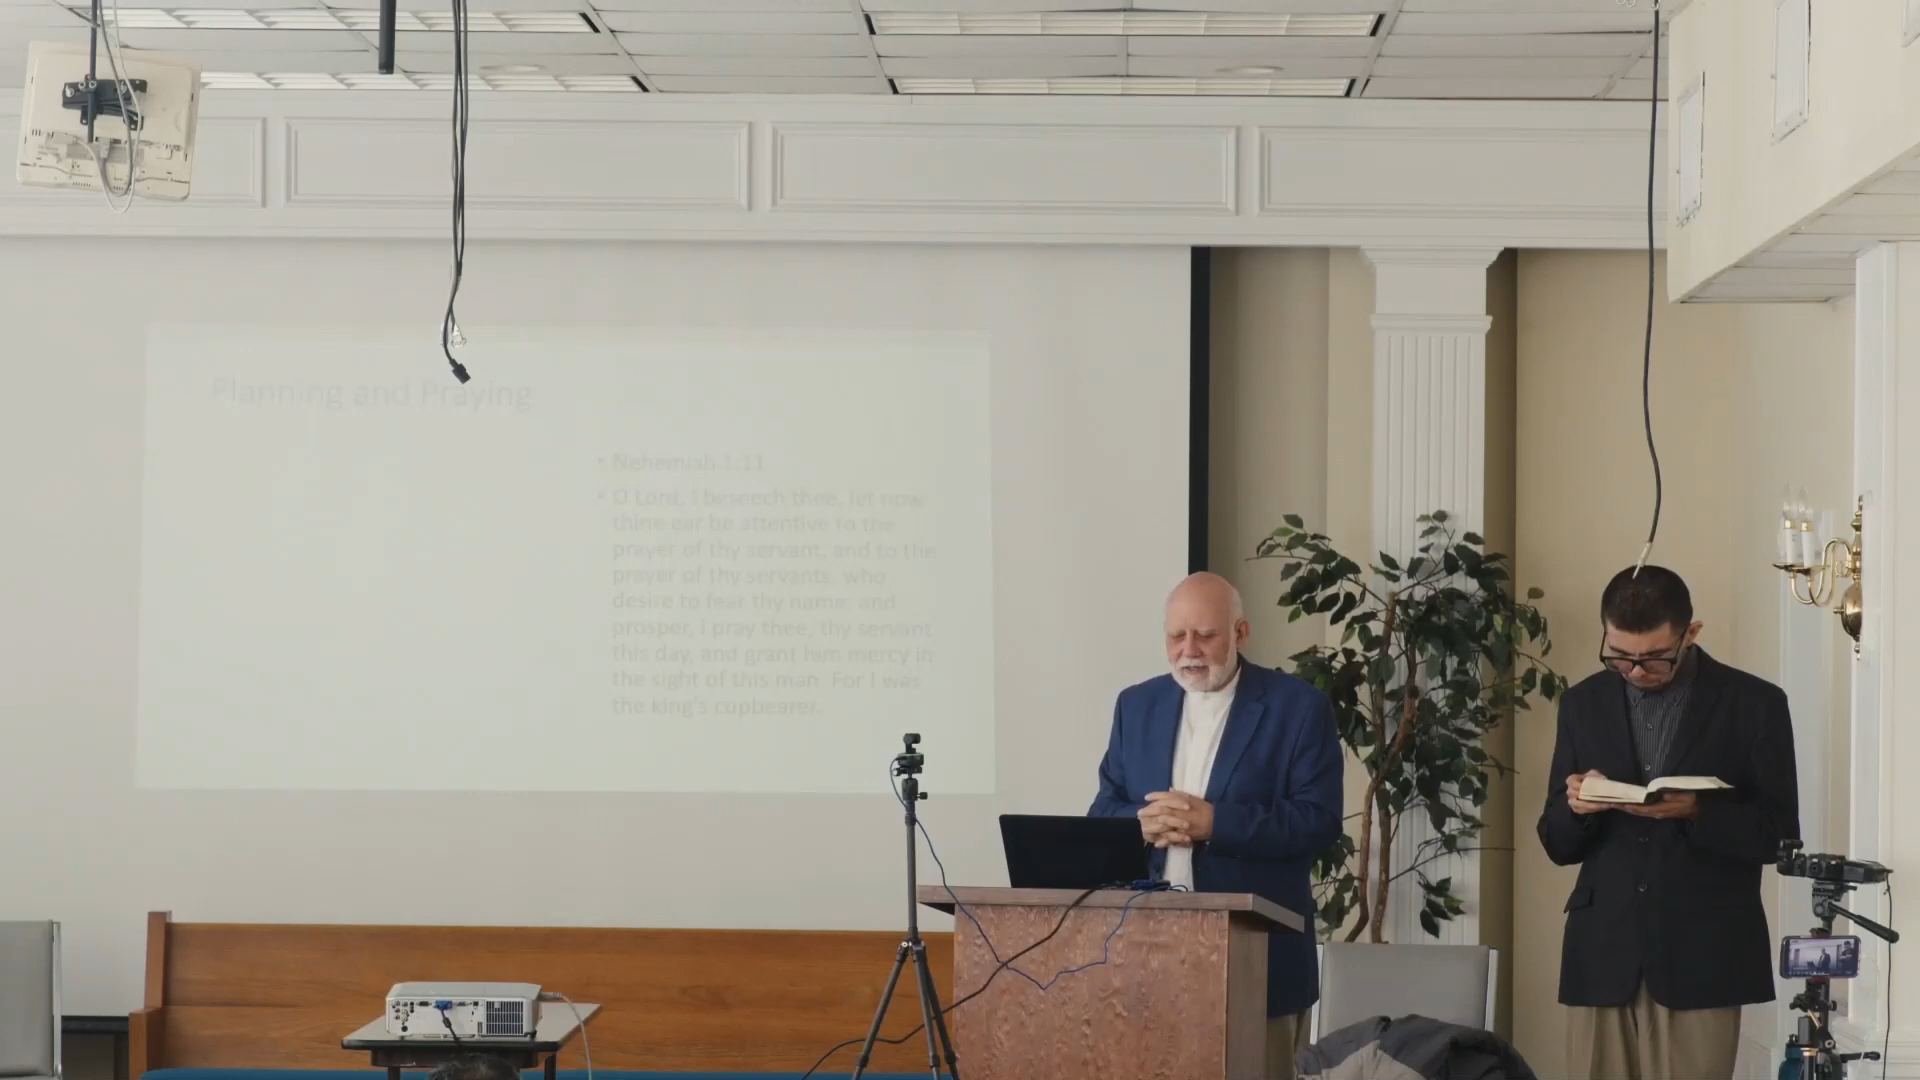 Planning and Praying
• Nehemiah 1:11
• O Lord, I beseech thee, let now
thine ear be attentive to the
prayer of thy servant, and to the
prayer of thy servants, who
desire to fear thy name: and
prosper, I pray thee, thy servant
this day, and grant him mercy in
the sight of this man. For I was
the king's cupbearer.